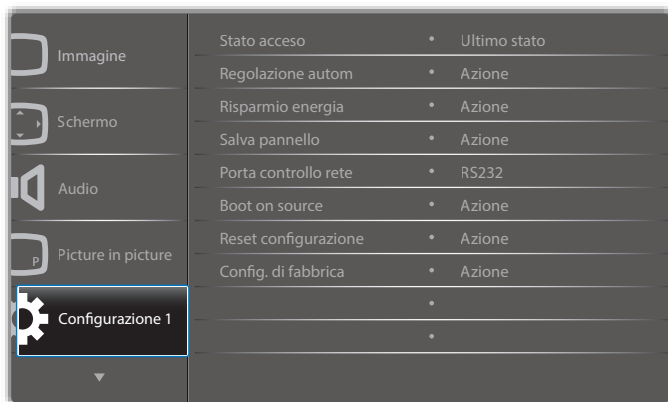 Immagine
Schermo
Audio
P
Picture in picture
Configurazione 1
Stato acceso • Ultimo stato
Regolazione autom • Azione
Risparmio energia • Azione
Salva pannello • Azione
Porta controllo rete • RS232
Boot on source • Azione
Reset configurazione • Azione
Config. di fabbrica • Azione
•
•